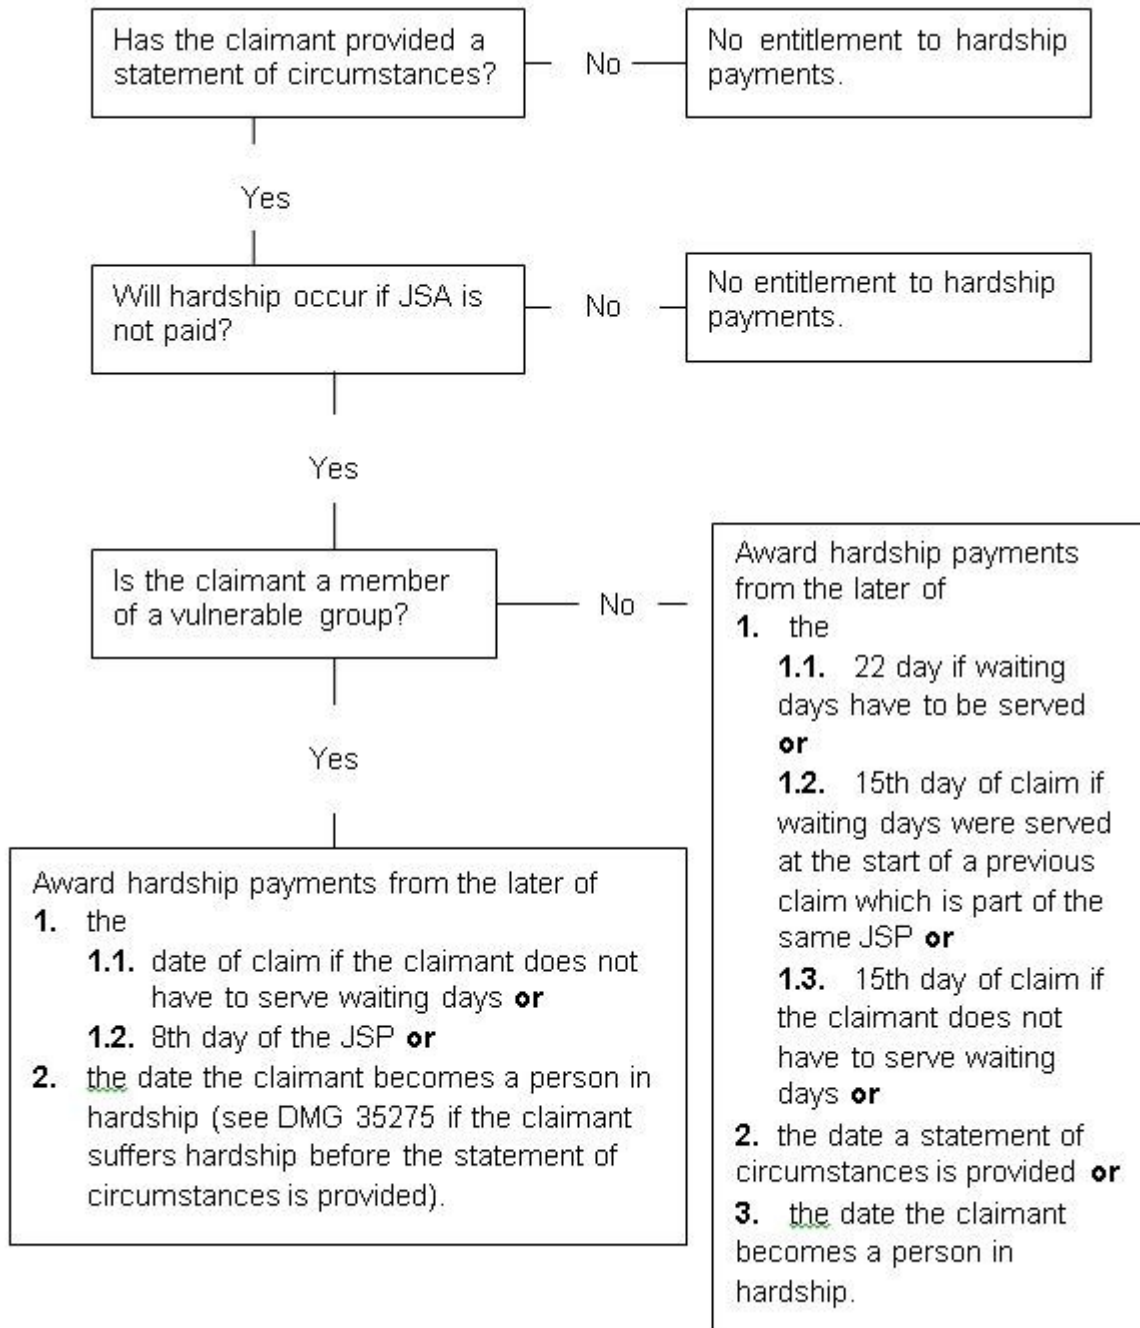 Has the claimant provided a
statement of circumstances?
No
No entitlement to hardship
payments.
Yes
Will hardship occur if JSA is
not paid?
No
No entitlement to hardship
payments.
Yes
Is the claimant a member
of a vulnerable group?
No
Award hardship payments
from the later of
1. the
1.1. 22 day if waiting
days have to be served
or
1.2. 15th day of claim if
waiting days were served
at the start of a previous
claim which is part of the
same JSP or
1.3. 15th day of claim if
the claimant does not
have to serve waiting
days or
2. the date a statement of
circumstances is provided or
3. the date the claimant
becomes a person in
hardship.
Yes
Award hardship payments from the later of
1. the
1.1. date of claim if the claimant does not
have to serve waiting days or
1.2. 8th day of the JSP or
2. the date the claimant becomes a person in
hardship (see DMG 35275 if the claimant
suffers hardship before the statement of
circumstances is provided).